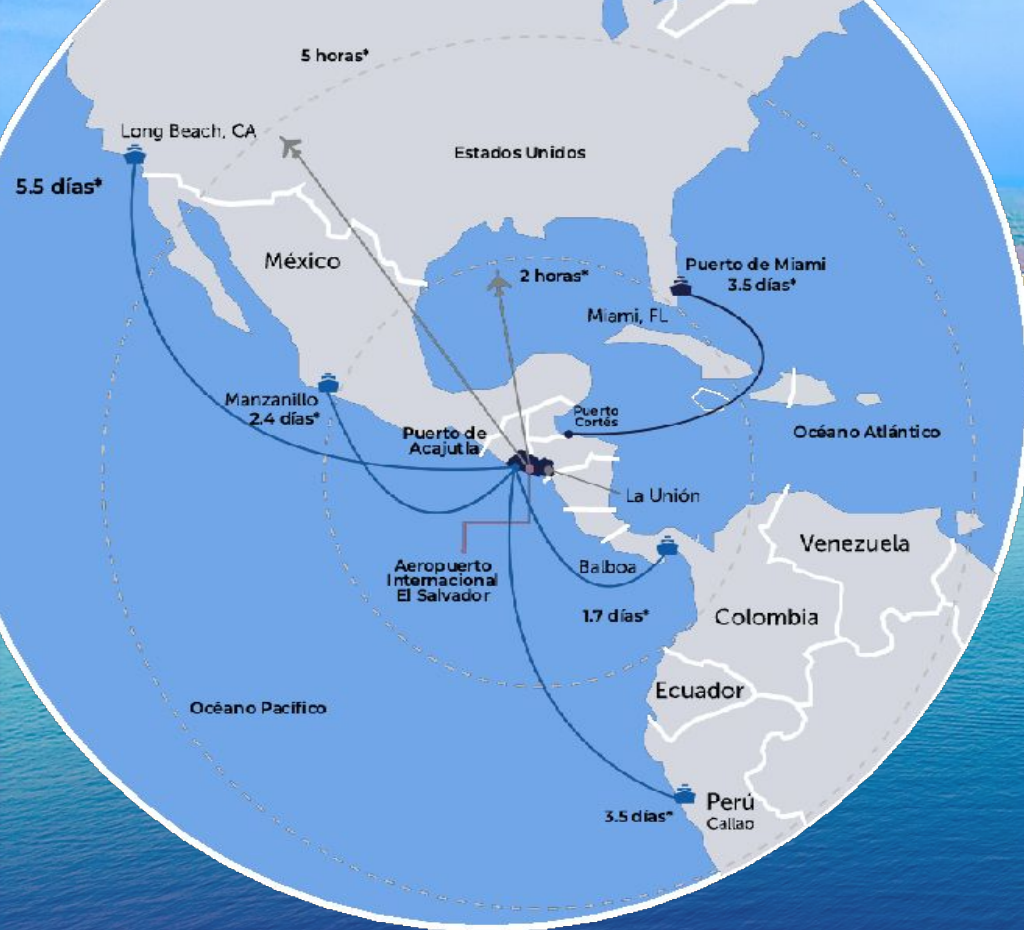 5 horas*
Long Beach, CA
Estados Unidos
5.5 días*
México
2 horas*
Puerto de Miami
3.5 días*
Miami, FL
Manzanillo
2.4 días*
Puerto
Cortés
Puerto de
Acajutla
Océano Atlántico
La Unión
Aeropuerto
Internacional
El Salvador
Balboa
Venezuela
1.7 días*
Colombia
Ecuador
Océano Pacífico
3.5 días*
Perú
Callao